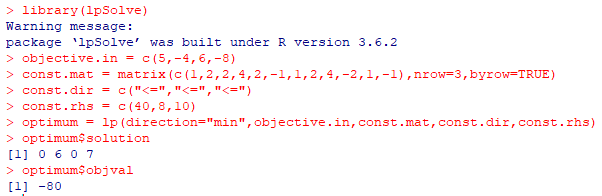 > library(lpSolve)
Warning message:
package ‘lpSolve’ was built under R version 3.6.2
> objective.in = c(5,-4,6,-8)
> const.mat = matrix(c(1,2,2,4,2,-1,1,2,4,-2,1,-1),nrow=3,byrow=TRUE)
> const.dir = c("<=","<=","<=")
> const.rhs = c(40,8,10)
> optimum = lp(direction="min",objective.in,const.mat,const.dir,const.rhs)
> optimum$solution
[1] 0 6 0 7
> optimum$objval
[1] -80